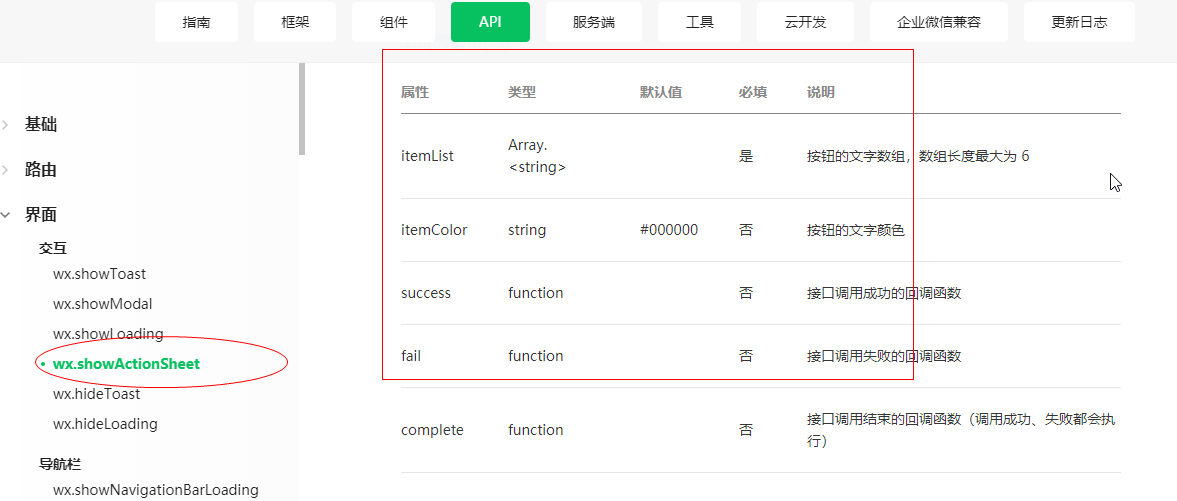 指南 框架 组件 API 服务端 工具 云开发 企业微信兼容 更新日志
基础
路由
界面
交互
wx.showToast
wx.showModal
wx.showLoading
wx.showActionSheet
wx.hideToast
wx.hideLoading
导航栏
wx.showNavigationBarLoading
属性 类型 默认值 必填 说明
itemList Array.<string> 是 按钮的文字数组，数组长度最大为 6
itemColor string #000000 否 按钮的文字颜色
success function 否 接口调用成功的回调函数
fail function 否 接口调用失败的回调函数
complete function 否 接口调用结束的回调函数（调用成功、失败都会执
行）